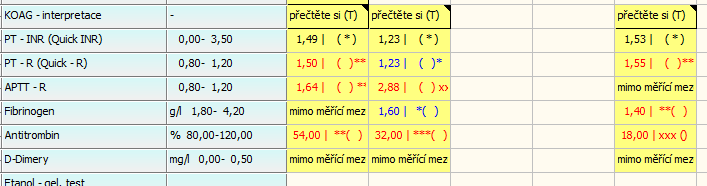 KOAG - interpretace - přečtěte si (T) přečtěte si (T) přečtěte si (T)
PT - INR (Quick INR) 0,00- 3,50 1,49 | ( * ) 1,23 | ( * ) 1,53 | ( * )
PT - R (Quick - R) 0,80- 1,20 1,50 | ( )** 1,23 | ( )* 1,55 | ( )**
APTT - R 0,80- 1,20 1,64 | ( ) ** 2,88 | ( ) xx mimo měřící mez
Fibrinogen g/l 1,80- 4,20 mimo měřící mez 1,60 | *( ) 1,40 | **( )
Antitrombin % 80,00-120,00 54,00 | **( ) 32,00 | ***( ) 18,00 | xxx ()
D-Dimery mg/l 0,00- 0,50 mimo měřící mez mimo měřící mez mimo měřící mez
Etanol - gel. test